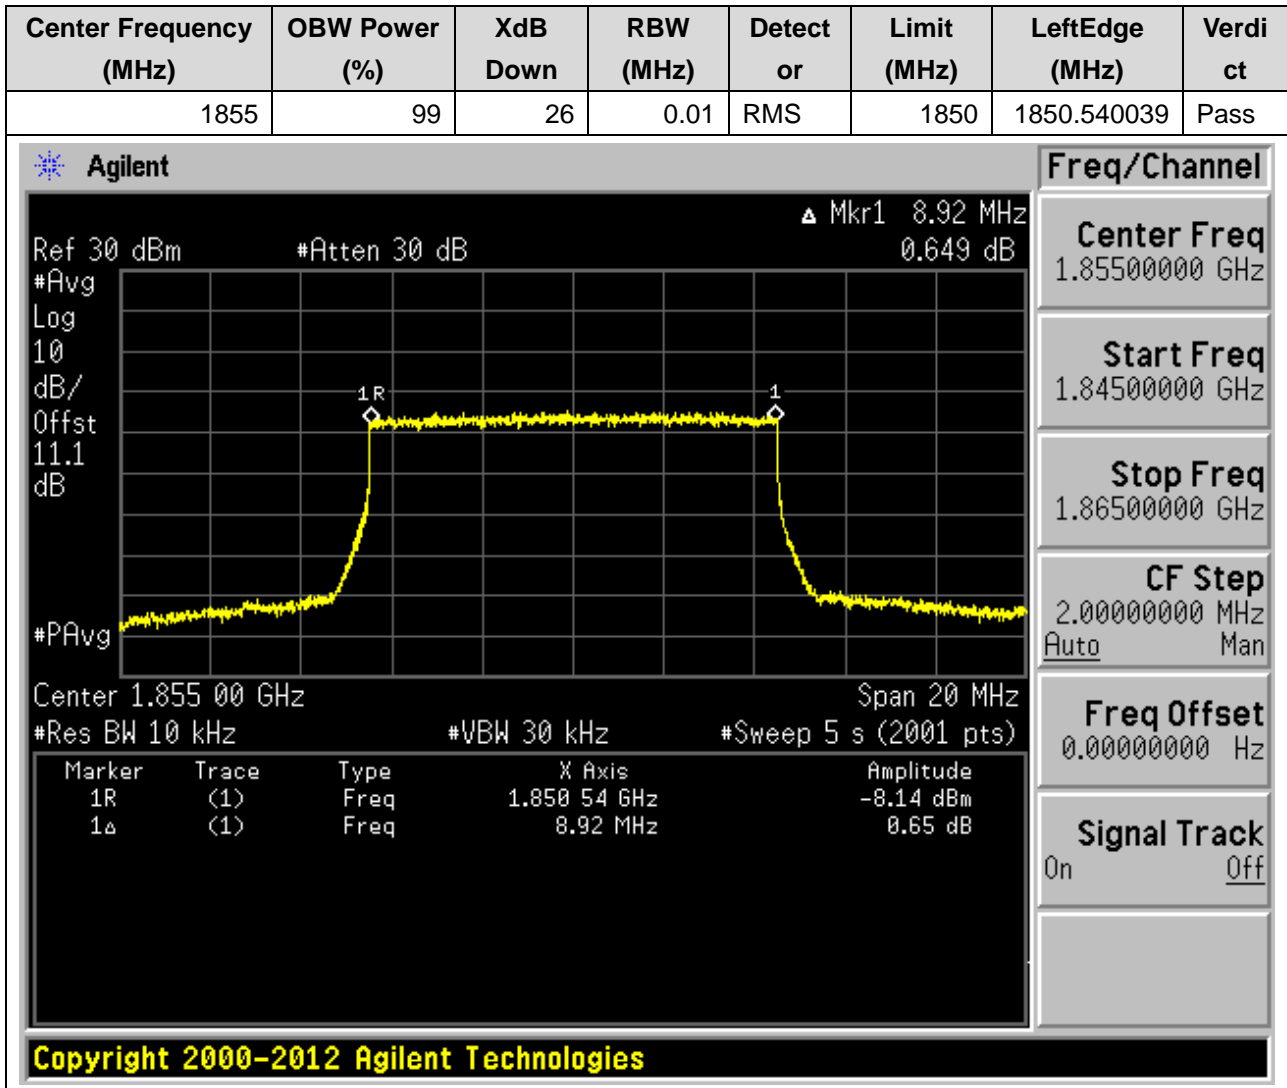 Center Frequency (MHz) OBW Power (%) XdB Down RBW (MHz) Detect or Limit (MHz) LeftEdge (MHz) Verdi ct
1855 99 26 0.01 RMS 1850 1850.540039 Pass
Agilent
Freq/Channel
Δ Mkr1 8.92 MHz
Ref 30 dBm #Atten 30 dB 0.649 dB
#Avg
Log
10
dB/
Offst
11.1
dB
#PAvg
1R
1
Center 1.855 00 GHz Span 20 MHz
#Res BW 10 kHz #VBW 30 kHz #Sweep 5 s (2001 pts)
Marker Trace Type X Axis Amplitude
1R (1) Freq 1.850 54 GHz -8.14 dBm
1Δ (1) Freq 8.92 MHz 0.65 dB
Center Freq
1.85500000 GHz
Start Freq
1.84500000 GHz
Stop Freq
1.86500000 GHz
CF Step
2.00000000 MHz
Auto Man
Freq Offset
0.00000000 Hz
Signal Track
On Off
Copyright 2000-2012 Agilent Technologies